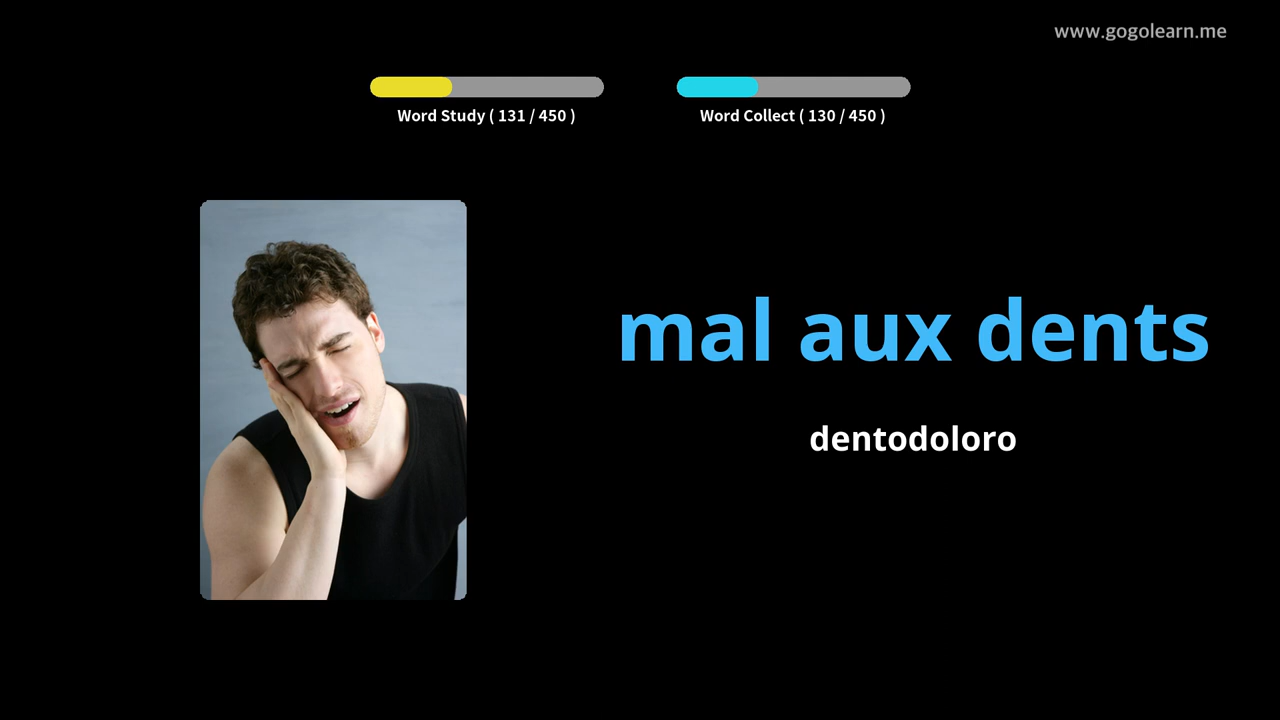 www.gogolearn.me
Word Study ( 131 / 450 )
Word Collect ( 130 / 450 )
mal aux dents
dentodoloro